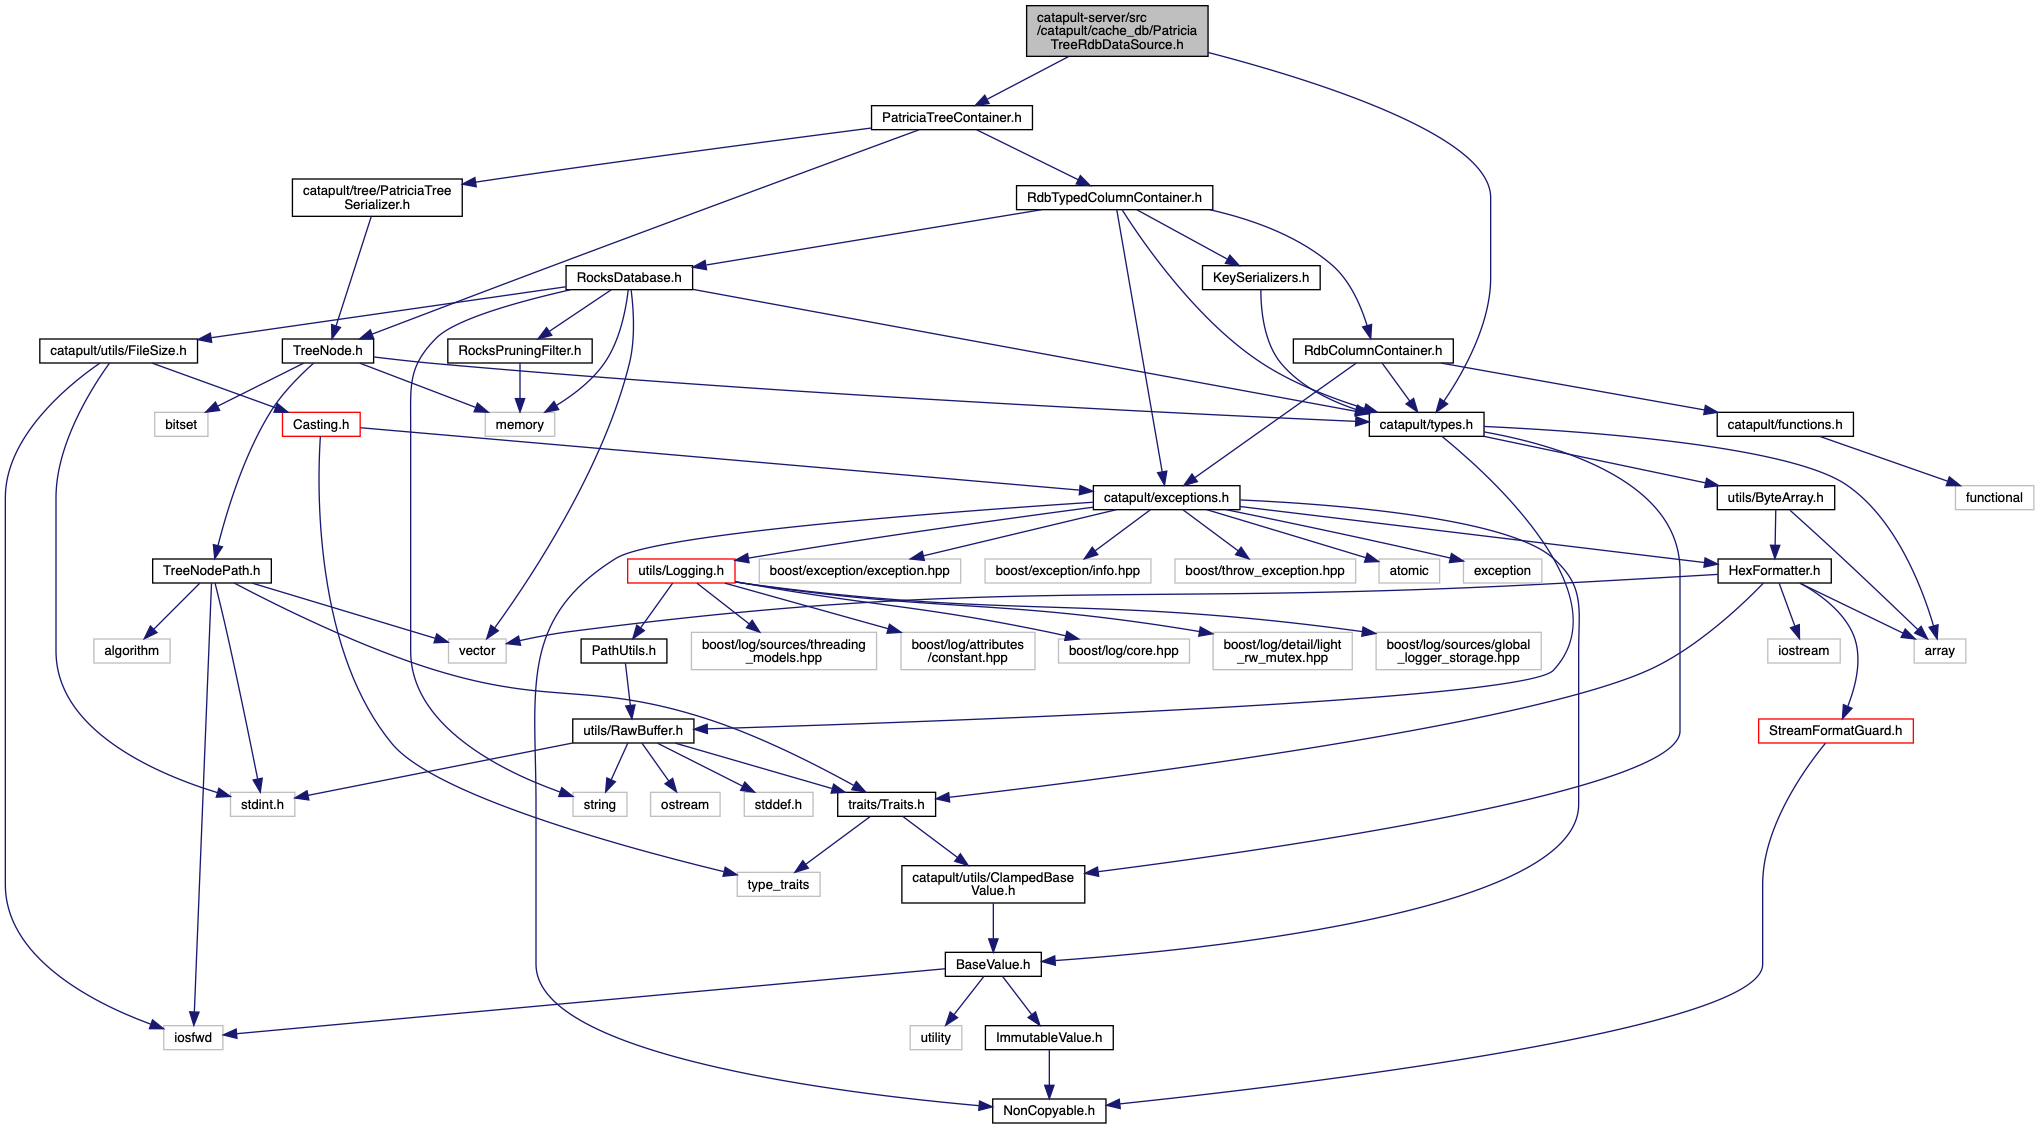 catapult-server/src
/catapult/cache_db/Patricia
TreeRdbDataSource.h
PatriciaTreeContainer.h
catapult/tree/PatriciaTree
Serializer.h
RdbTypedColumnContainer.h
RocksDatabase.h
KeySerializers.h
catapult/utils/FileSize.h
TreeNode.h
RocksPruningFilter.h
RdbColumnContainer.h
bitset
Casting.h
memory
catapult/types.h
catapult/functions.h
catapult/exceptions.h
utils/ByteArray.h
functional
TreeNodePath.h
utils/Logging.h
boost/exception/exception.hpp
boost/exception/info.hpp
boost/throw_exception.hpp
atomic
exception
HexFormatter.h
algorithm
vector
PathUtils.h
boost/log/sources/threading
_models.hpp
boost/log/attributes
/constant.hpp
boost/log/core.hpp
boost/log/detail/light
_rw_mutex.hpp
boost/log/sources/global
_logger_storage.hpp
iostream
array
utils/RawBuffer.h
StreamFormatGuard.h
stdint.h
string
ostream
stddef.h
traits/Traits.h
type_traits
catapult/utils/ClampedBase
Value.h
BaseValue.h
iosfwd
utility
ImmutableValue.h
NonCopyable.h